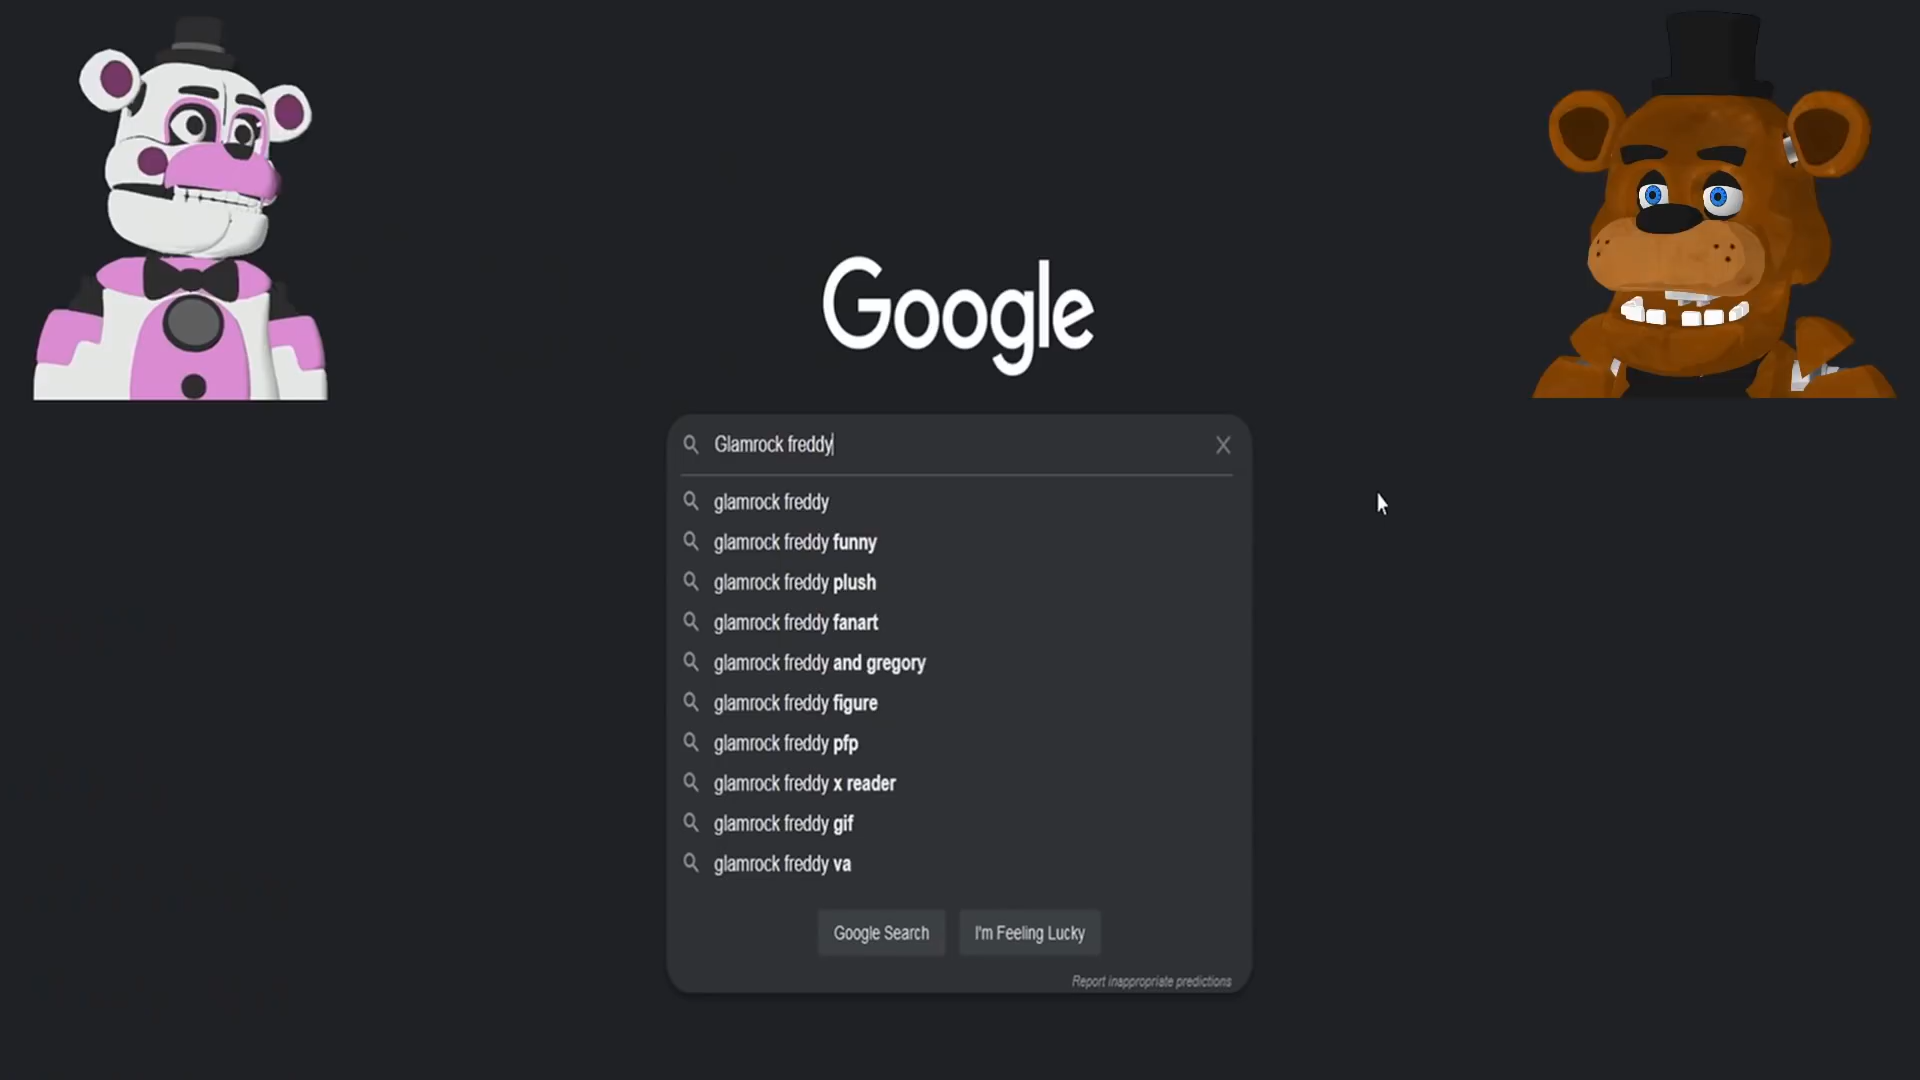 Google
Glamrock freddy
glamrock freddy
glamrock freddy funny
glamrock freddy plush
glamrock freddy fanart
glamrock freddy and gregory
glamrock freddy figure
glamrock freddy pfp
glamrock freddy x reader
glamrock freddy gif
glamrock freddy va
Google Search I'm Feeling Lucky
Report inappropriate predictions